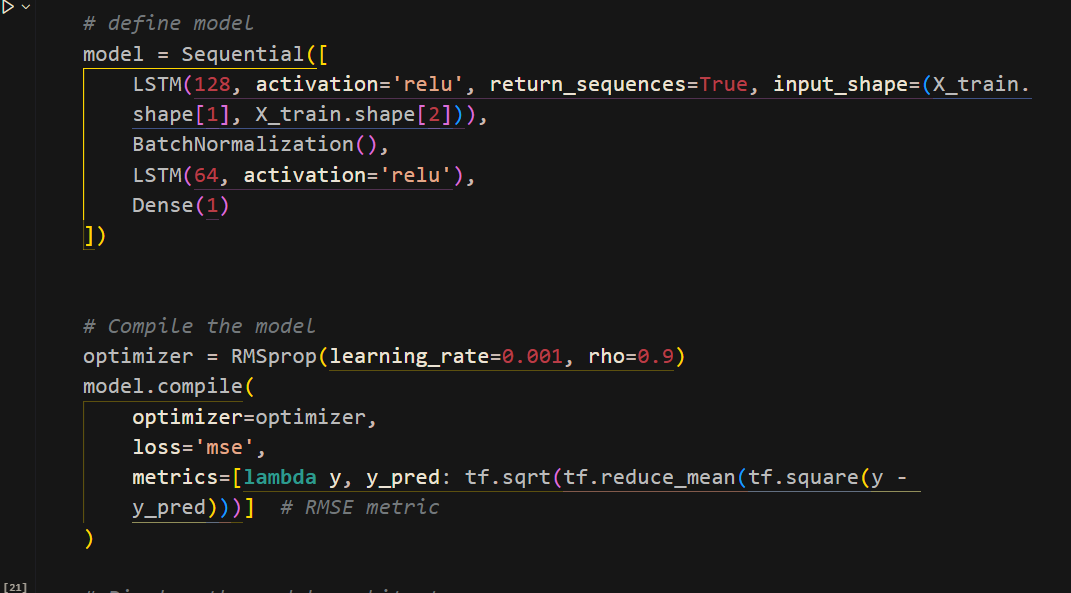 # define model
model = Sequential([
LSTM(128, activation='relu', return_sequences=True, input_shape=(X_train.
shape[1], X_train.shape[2])),
BatchNormalization(),
LSTM(64, activation='relu'),
Dense(1)
])
# Compile the model
optimizer = RMSprop(learning_rate=0.001, rho=0.9)
model.compile(
optimizer=optimizer,
loss='mse',
metrics=[lambda y, y_pred: tf.sqrt(tf.reduce_mean(tf.square(y -
y_pred)))] # RMSE metric
)
[21]